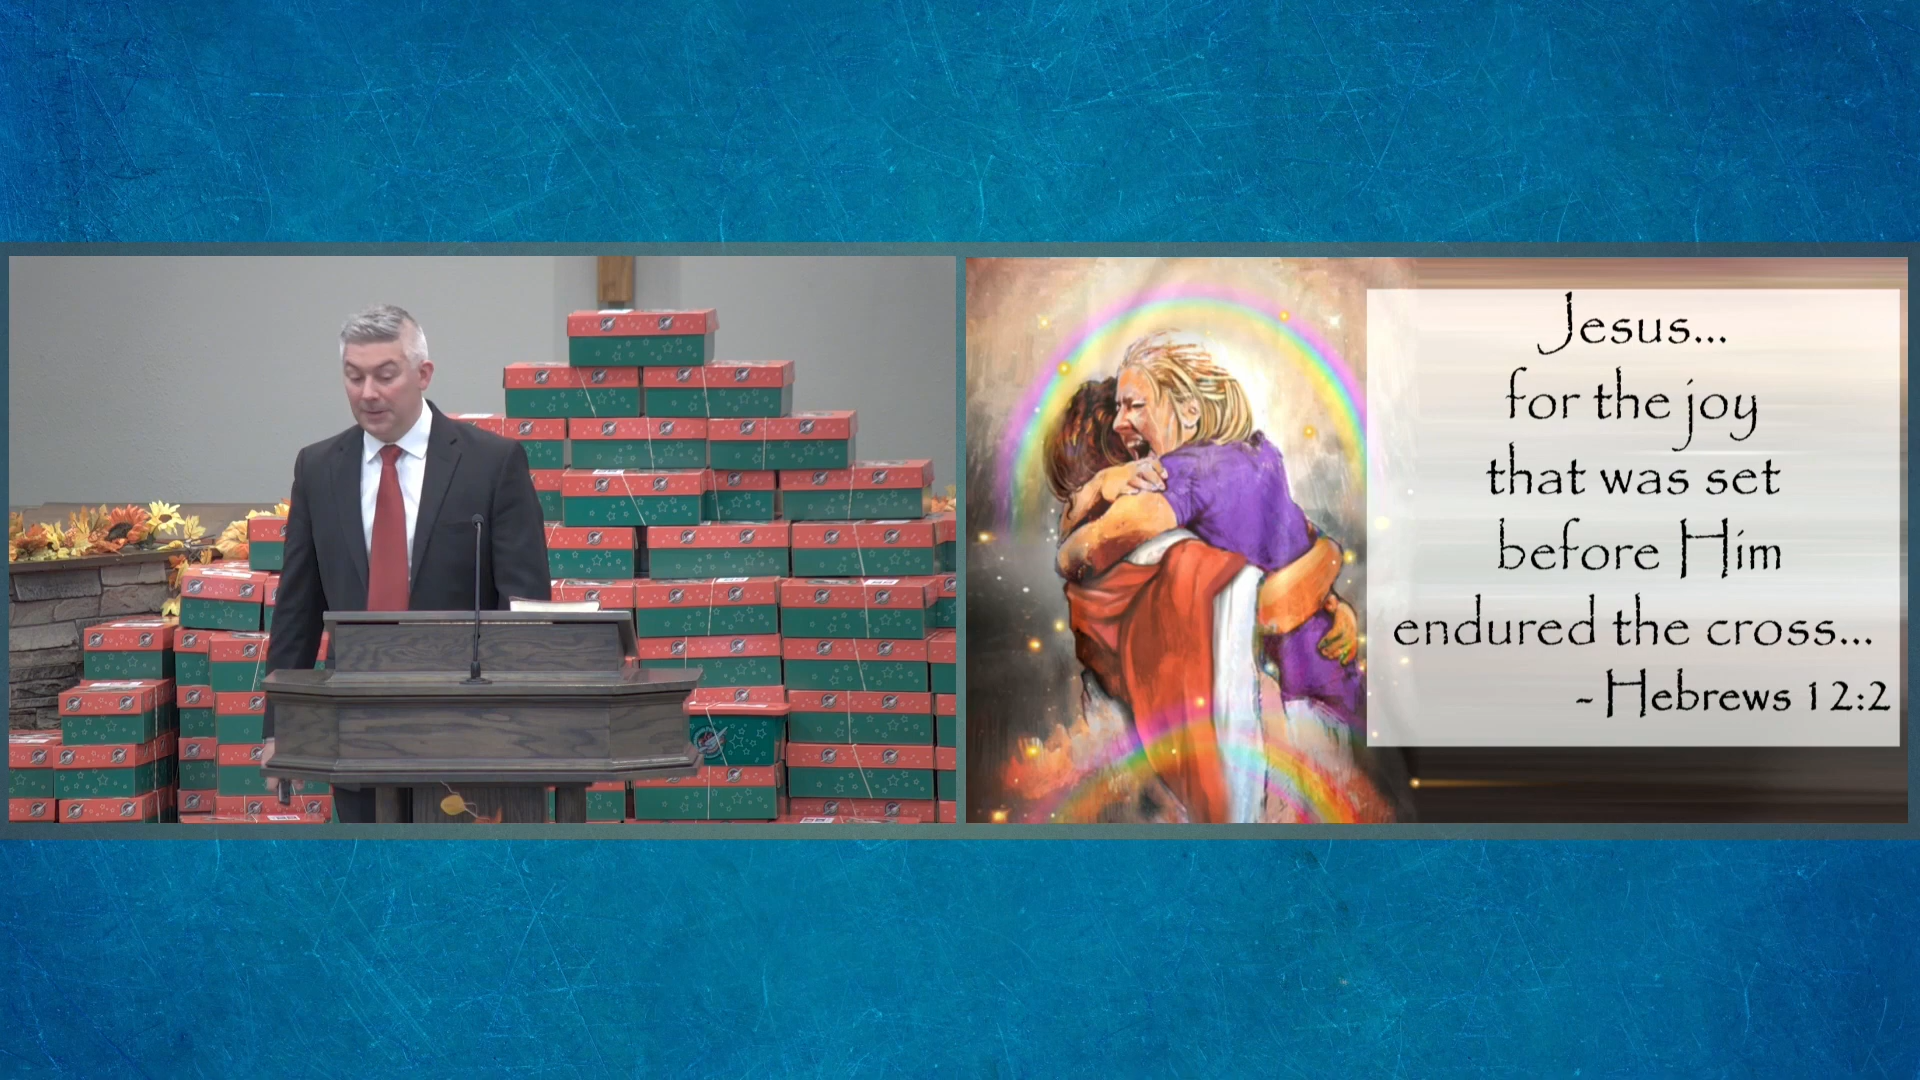 Jesus...
for the joy
that was set
before Him
endured the cross...
- Hebrews 12:2